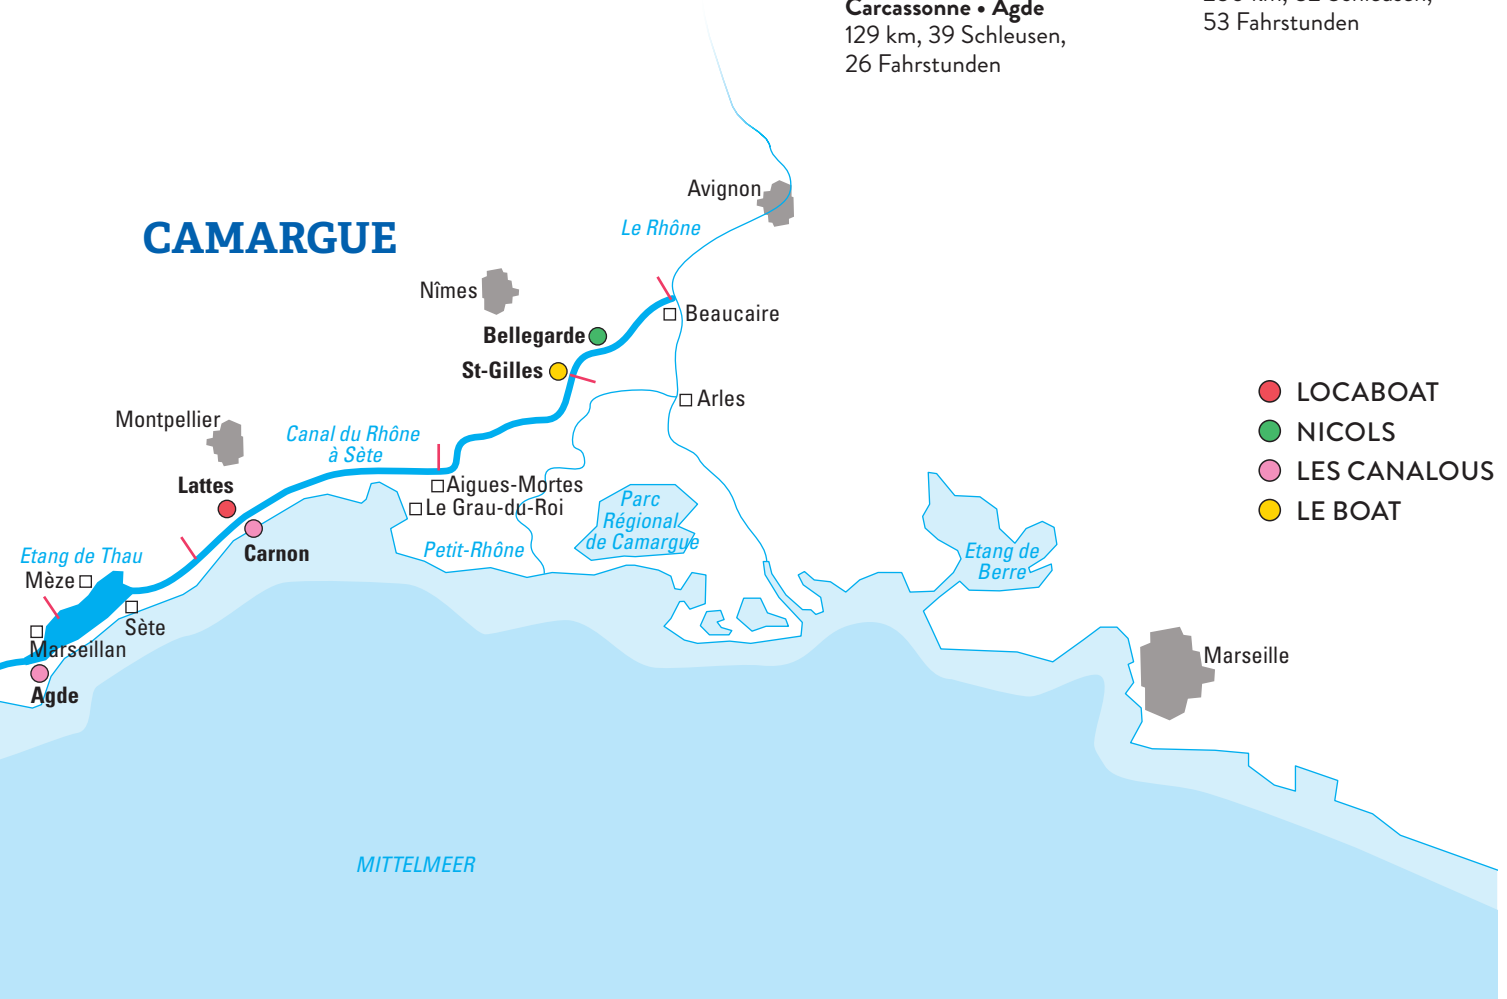 Carcassonne • Agde
129 km, 39 Schleusen,
26 Fahrstunden
53 Fahrstunden
Avignon
CAMARGUE
Le Rhône
Nîmes
Beaucaire
Bellegarde
St-Gilles
Arles
Montpellier
Canal du Rhône
à Sète
Lattes
Aigues-Mortes
Le Grau-du-Roi
Parc
Régional
de Camargue
Petit-Rhône
Carnon
Etang de Thau
Mèze
Sète
Marseillan
Agde
Etang de
Berre
Marseille
MITTELMEER
LOCABOAT
NICOLS
LES CANALOUS
LE BOAT